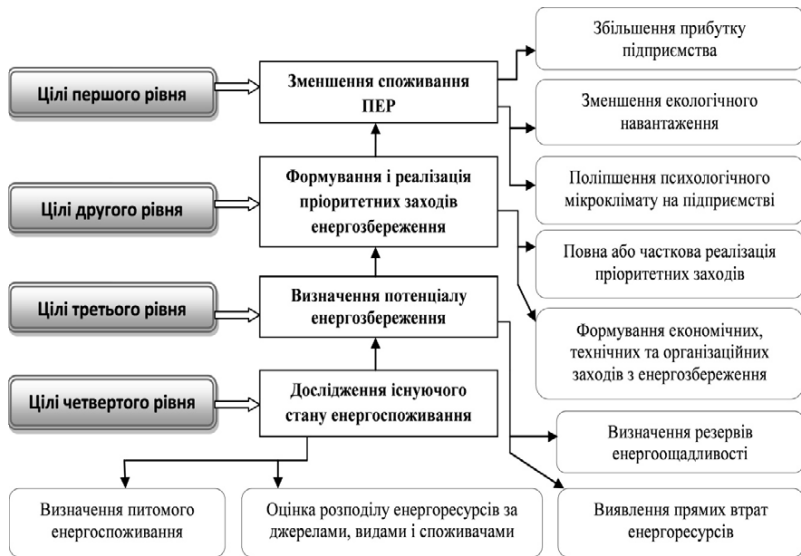 Збільшення прибутку
підприємства
Цілі першого рівня
Зменшення споживання
ПЕР
Зменшення екологічного
навантаження
Цілі другого рівня
Формування і реалізація
пріоритетних заходів
енергозбереження
Поліпшення психологічного
мікроклімату на підприємстві
Повна або часткова реалізація
пріоритетних заходів
Цілі третього рівня
Визначення потенціалу
енергозбереження
Формування економічних,
технічних та організаційних
заходів з енергозбереження
Цілі четвертого рівня
Дослідження існуючого
стану енергоспоживання
Визначення резервів
енергоощадливості
Визначення питомого
енергоспоживання
Оцінка розподілу енергоресурсів за
джерелами, видами і споживачами
Виявлення прямих втрат
енергоресурсів